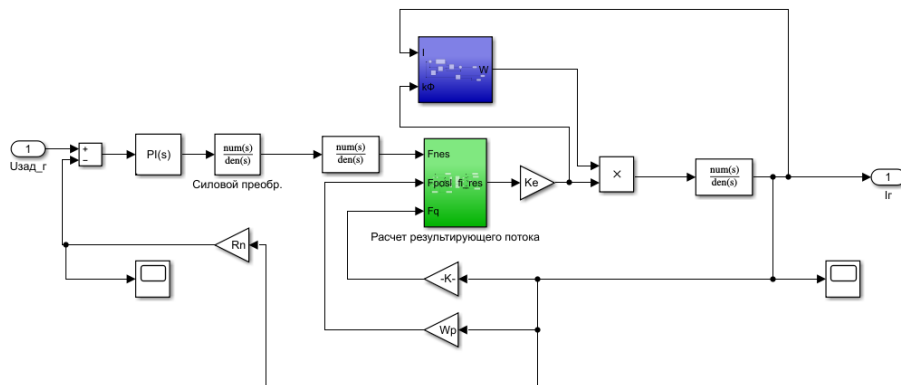 I
W
kФ
1
Uзад_г
+
−
PI(s)
num(s)
den(s)
Силовой преобр.
num(s)
den(s)
Fnes
Fposl
Fq
fi_res
Ke
×
num(s)
den(s)
1
Iг
Расчет результирующего потока
Rn
-K-
Wp